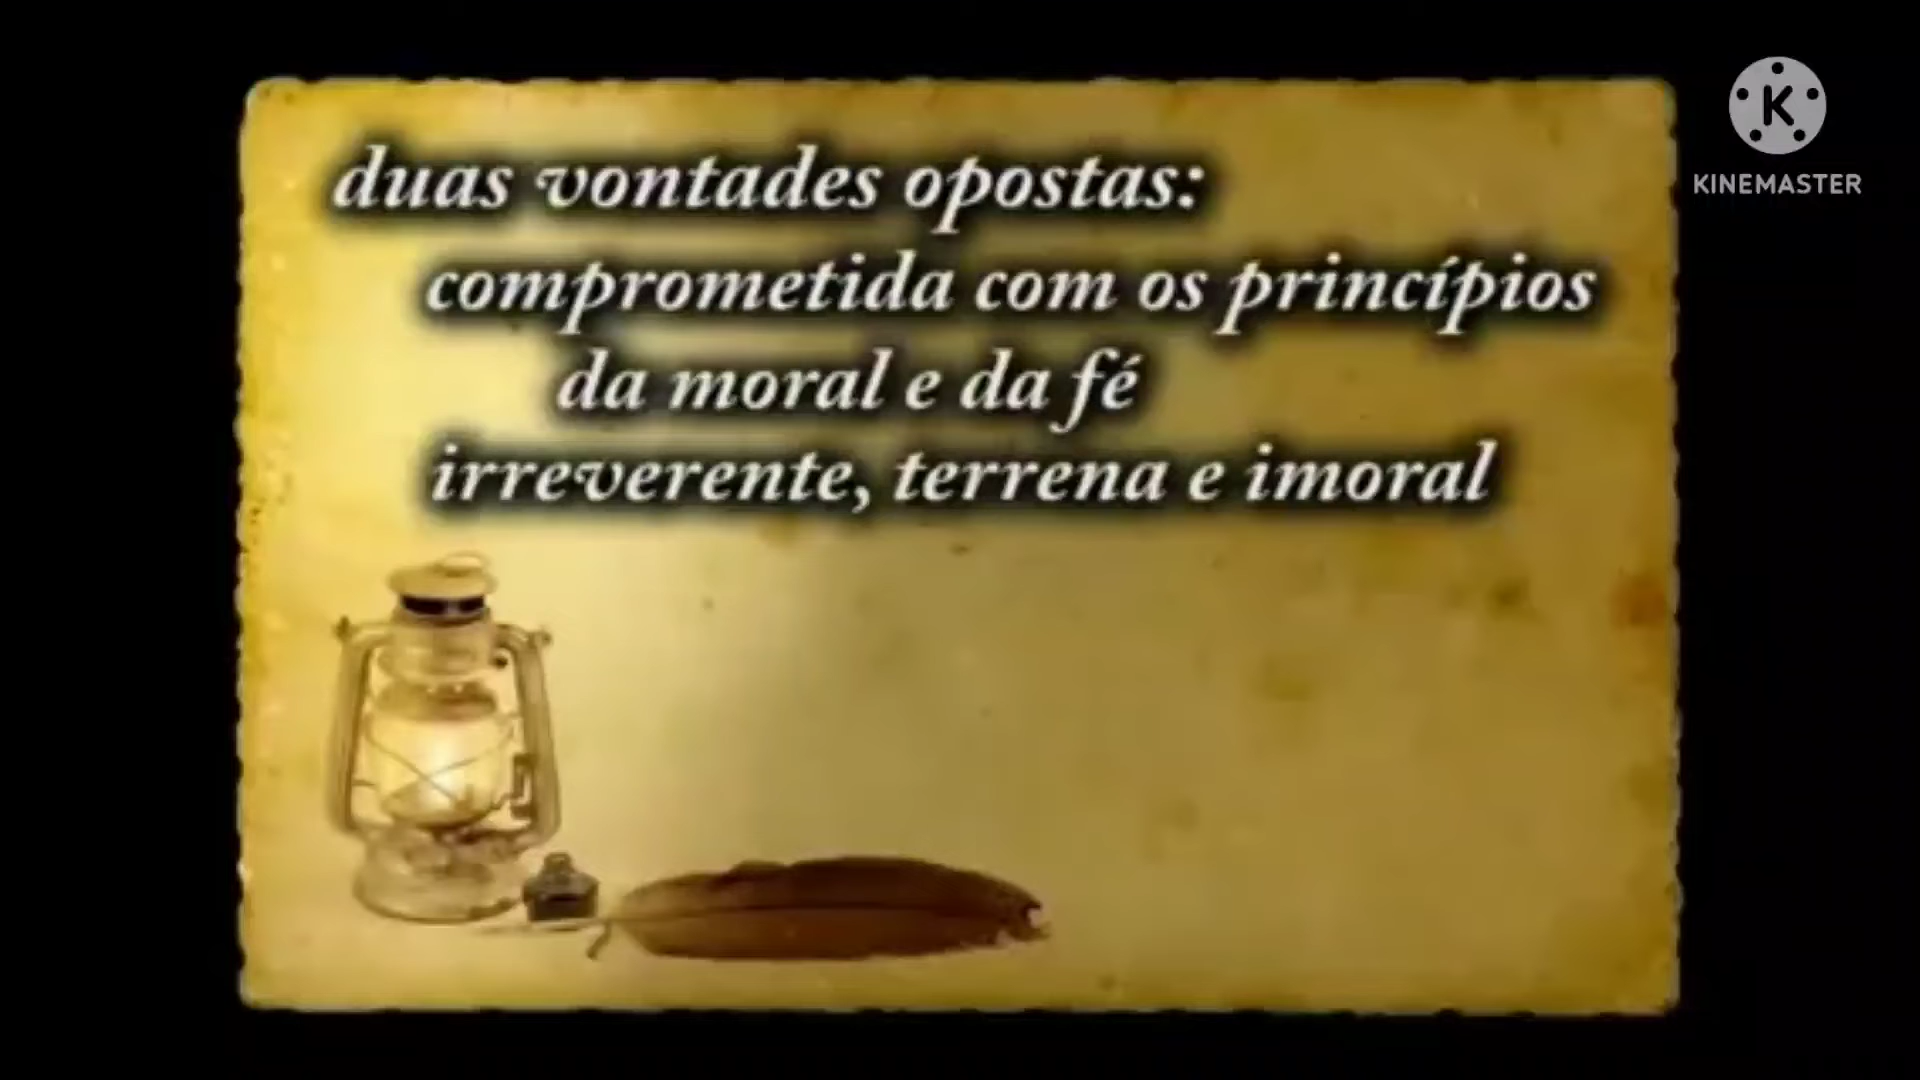 duas vontades opostas:
comprometida com os princípios
da moral e da fé
irreverente, terrena e imoral
K
KINEMASTER